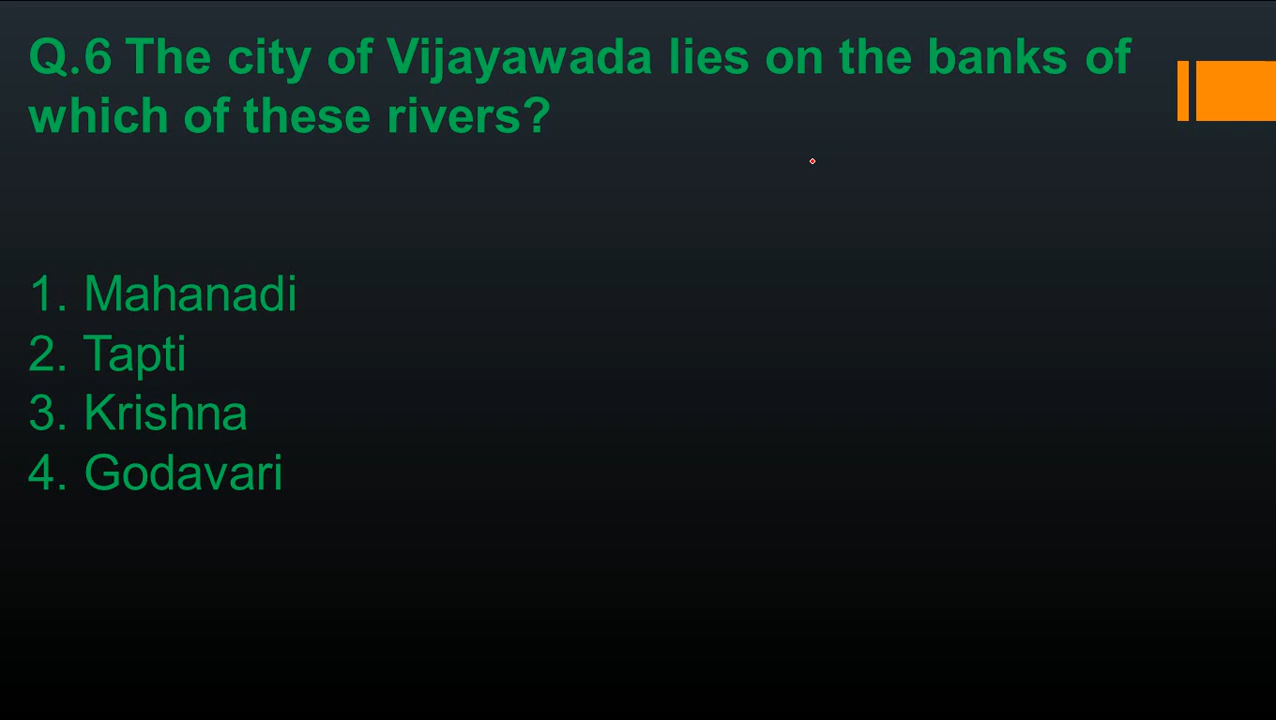 Q.6 The city of Vijayawada lies on the banks of
which of these rivers?
1. Mahanadi
2. Tapti
3. Krishna
4. Godavari